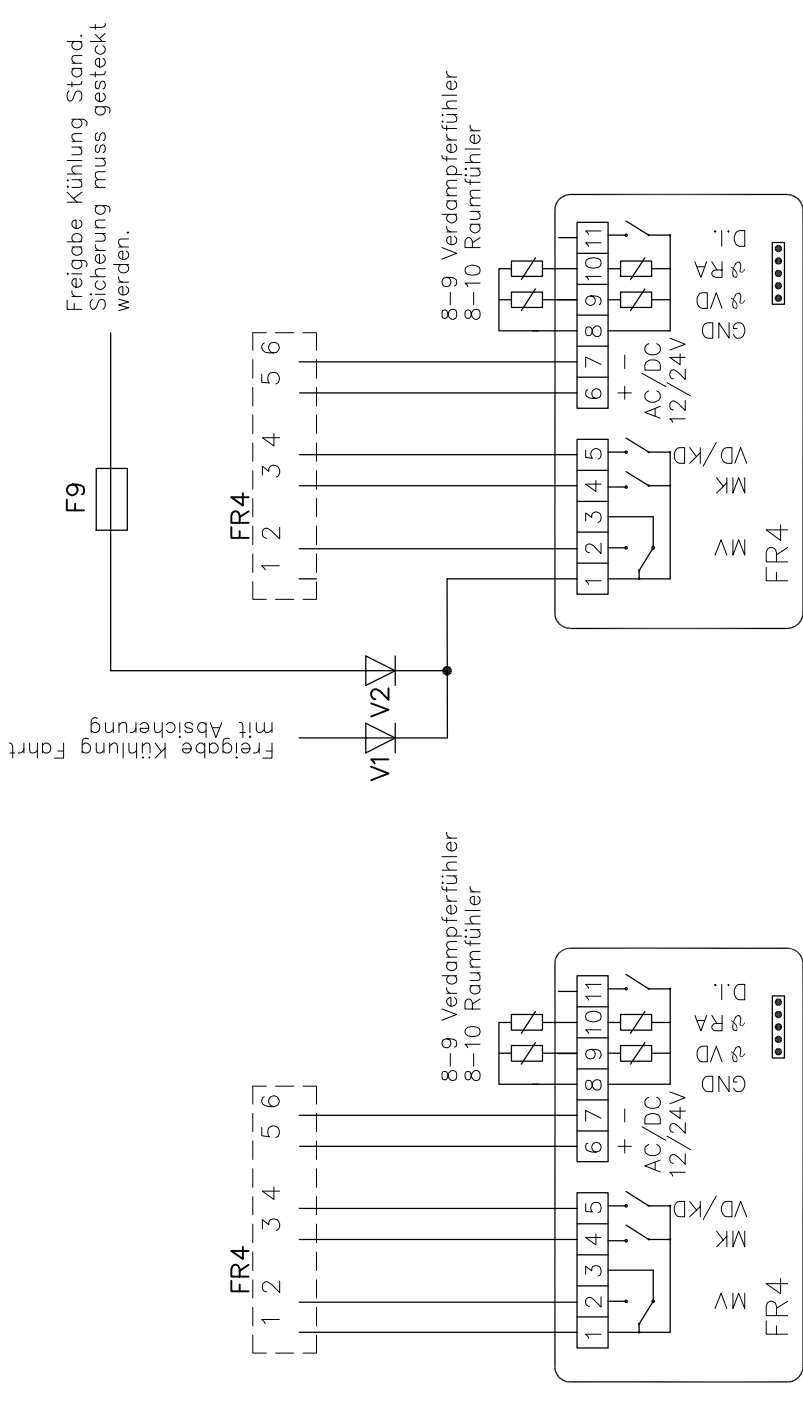 Freigabe Kühlung Stand.
Sicherung muss gesteckt
werden.
F9
FR4
1 2 3 4 5 6
Freigabe Kühlung Fahrt
mit Absicherung
V1
V2
8-9 Verdampferfühler
8-10 Raumfühler
1 2 3 4 5 6 7 8 9 10 11
+ -
AC/DC
12/24V
MV
MK
VD/KD
GND
ϑ VD
ϑ RA
D.I.
FR4
FR4
1 2 3 4 5 6
8-9 Verdampferfühler
8-10 Raumfühler
1 2 3 4 5 6 7 8 9 10 11
+ -
AC/DC
12/24V
MV
MK
VD/KD
GND
ϑ VD
ϑ RA
D.I.
FR4